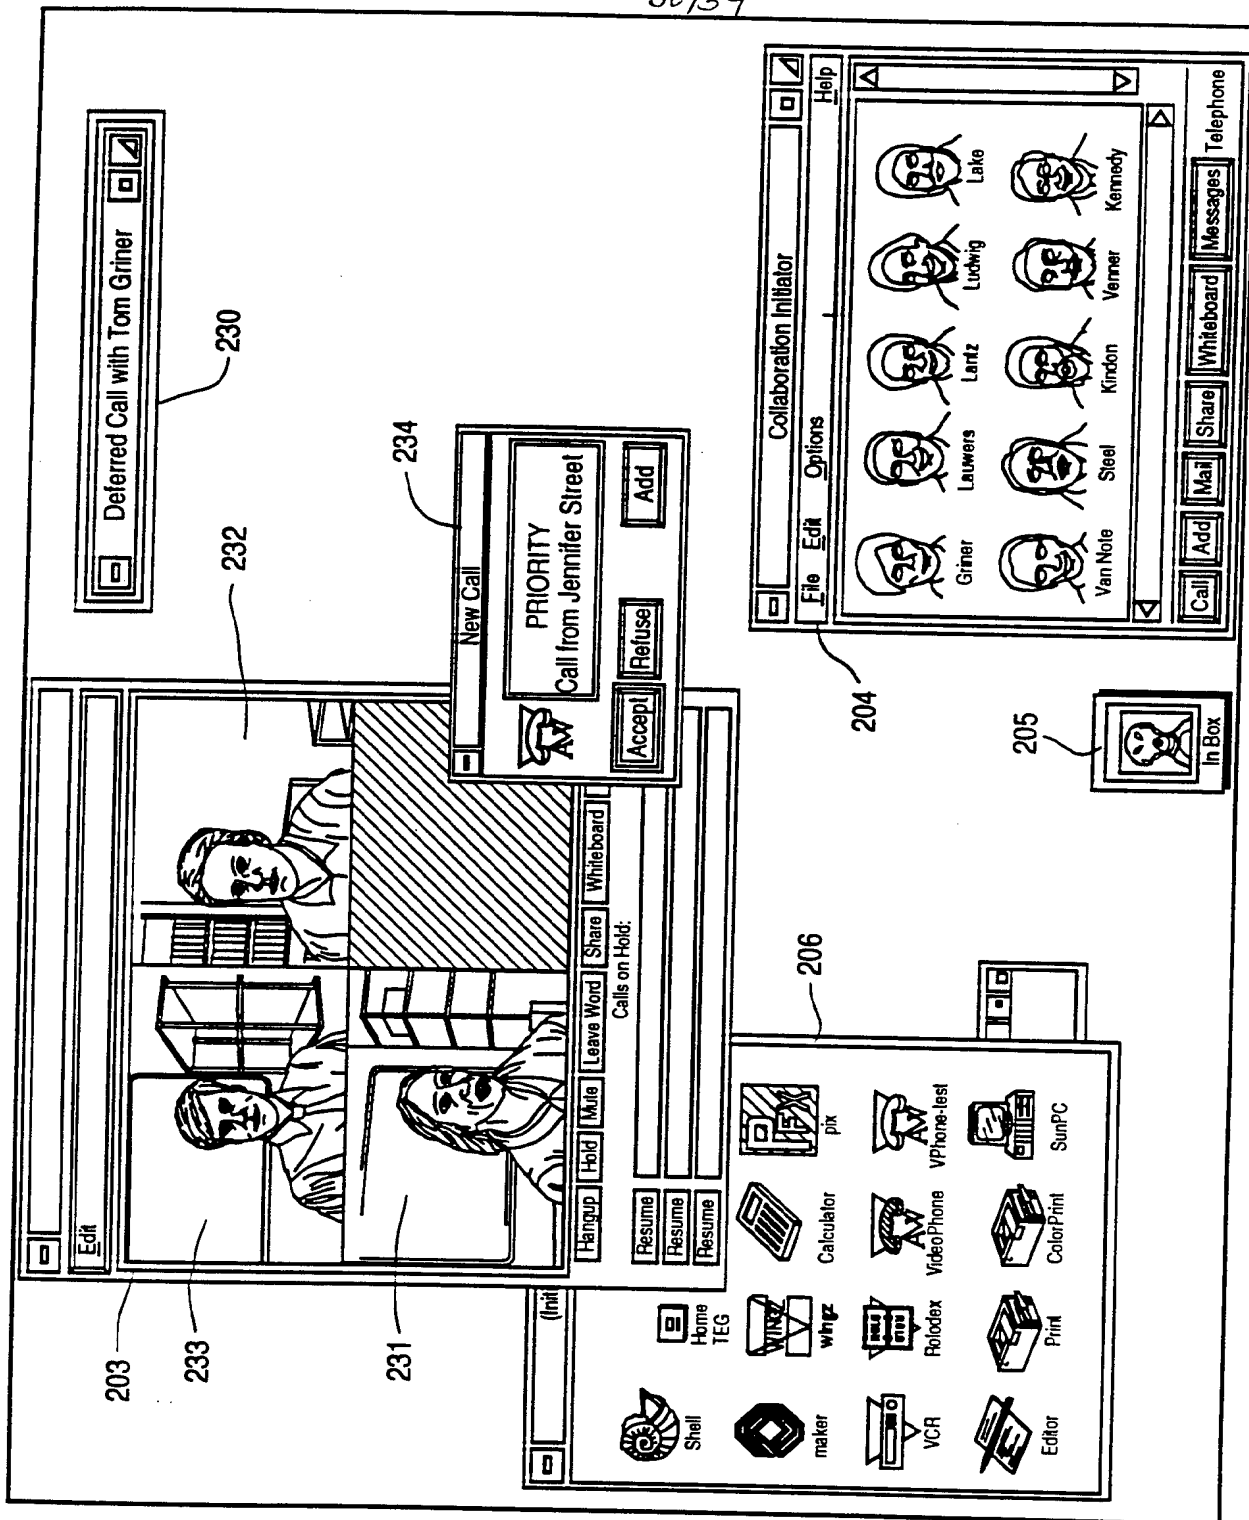 Deferred Call with Tom Griner
230
Edit
203
233
231
232
Hangup Hold Mute Leave Word Share Whiteboard
Calls on Hold:
Resume
Resume
Resume
New Call
234
PRIORITY
Call from Jennifer Street
Accept Refuse Add
(Init
206
Shell
Home
TEG
maker
wingz
Calculator
pix
VCR
Rolodex
VideoPhone
VPhone-test
Editor
Print
ColorPrint
SunPC
205
In Box
204
Collaboration Initiator
File Edit Options Help
Griner Lauwers Lantz Ludwig Lake
Van Note Steel Kindon Venner Kennedy
Call Add Mail Share Whiteboard Messages Telephone